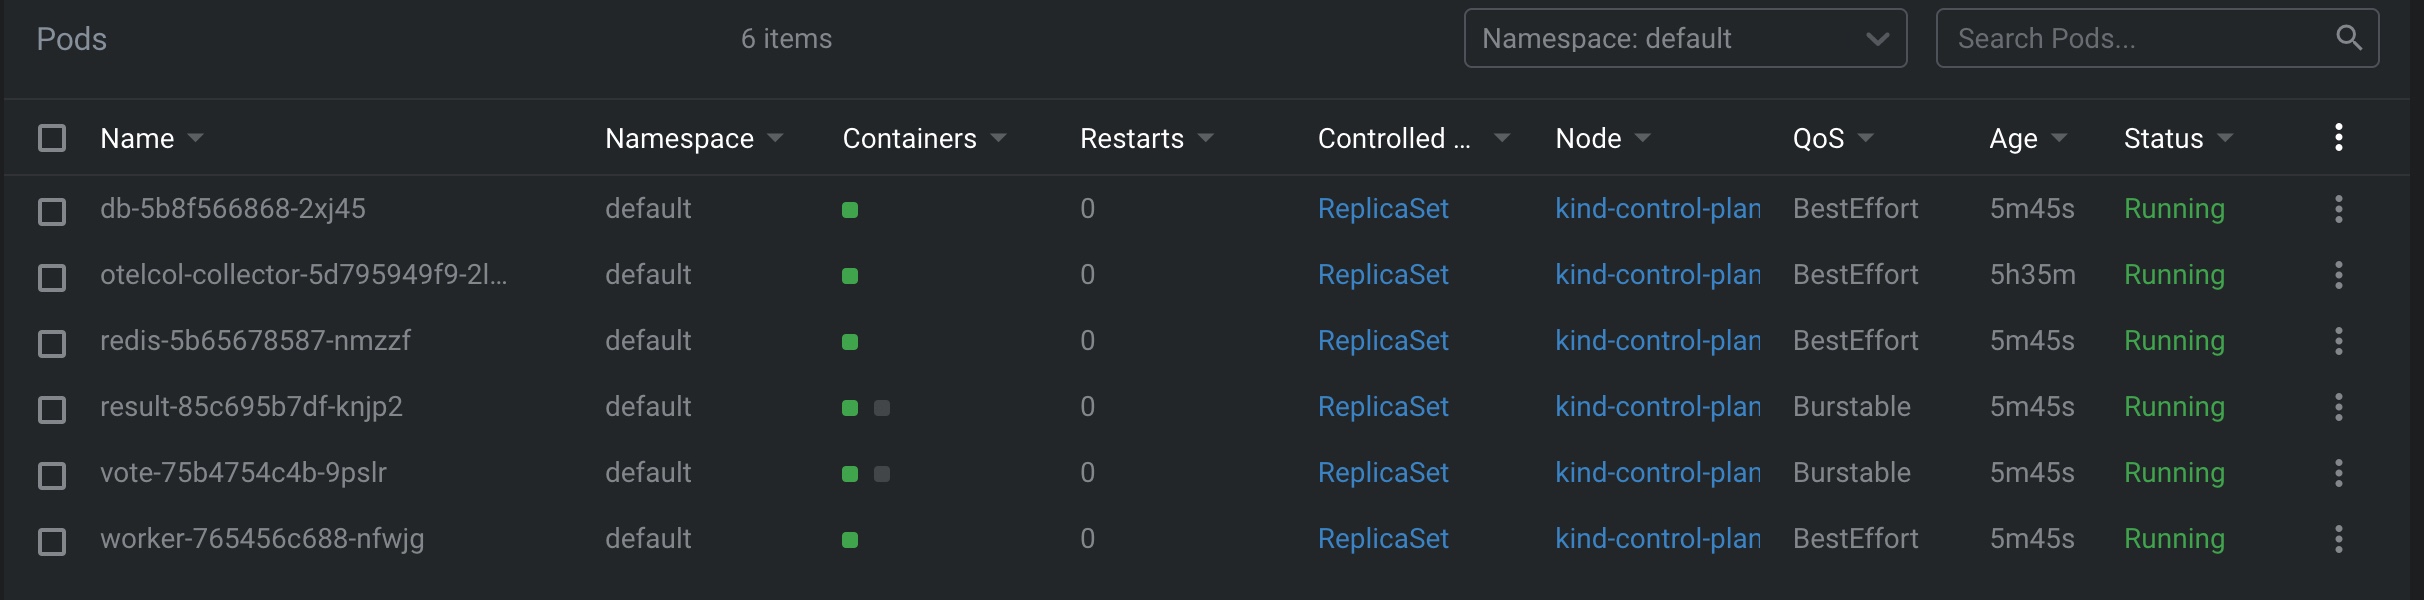 Pods 6 items Namespace: default Search Pods...
Name Namespace Containers Restarts Controlled ... Node QoS Age Status
db-5b8f566868-2xj45 default 0 ReplicaSet kind-control-plan BestEffort 5m45s Running
otelcol-collector-5d795949f9-2l... default 0 ReplicaSet kind-control-plan BestEffort 5h35m Running
redis-5b65678587-nmzzf default 0 ReplicaSet kind-control-plan BestEffort 5m45s Running
result-85c695b7df-knjp2 default 0 ReplicaSet kind-control-plan Burstable 5m45s Running
vote-75b4754c4b-9pslr default 0 ReplicaSet kind-control-plan Burstable 5m45s Running
worker-765456c688-nfwjg default 0 ReplicaSet kind-control-plan BestEffort 5m45s Running